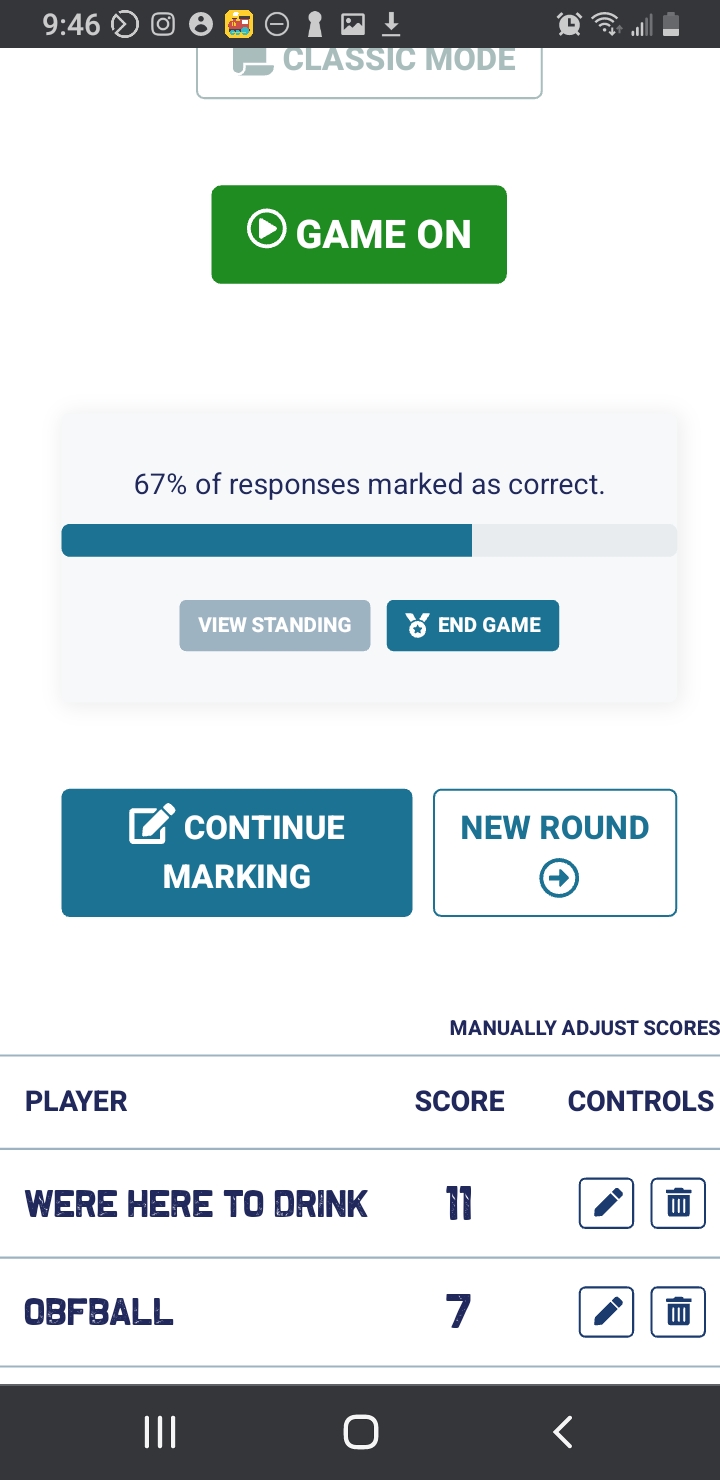 9:46
CLASSIC MODE
GAME ON
67% of responses marked as correct.
VIEW STANDING
END GAME
CONTINUE
MARKING
NEW ROUND
MANUALLY ADJUST SCORES
PLAYER SCORE CONTROLS
WERE HERE TO DRINK 11
OBFBALL 7